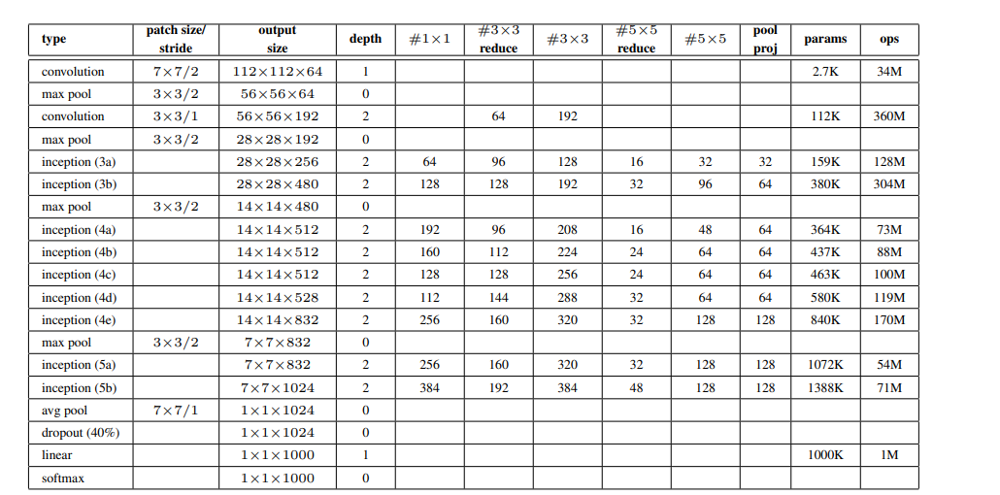 type patch size/ stride output size depth #1×1 #3×3 reduce #3×3 #5×5 reduce #5×5 pool proj params ops
convolution 7×7/2 112×112×64 1 2.7K 34M
max pool 3×3/2 56×56×64 0
convolution 3×3/1 56×56×192 2 64 192 112K 360M
max pool 3×3/2 28×28×192 0
inception (3a) 28×28×256 2 64 96 128 16 32 32 159K 128M
inception (3b) 28×28×480 2 128 128 192 32 96 64 380K 304M
max pool 3×3/2 14×14×480 0
inception (4a) 14×14×512 2 192 96 208 16 48 64 364K 73M
inception (4b) 14×14×512 2 160 112 224 24 64 64 437K 88M
inception (4c) 14×14×512 2 128 128 256 24 64 64 463K 100M
inception (4d) 14×14×528 2 112 144 288 32 64 64 580K 119M
inception (4e) 14×14×832 2 256 160 320 32 128 128 840K 170M
max pool 3×3/2 7×7×832 0
inception (5a) 7×7×832 2 256 160 320 32 128 128 1072K 54M
inception (5b) 7×7×1024 2 384 192 384 48 128 128 1388K 71M
avg pool 7×7/1 1×1×1024 0
dropout (40%) 1×1×1024 0
linear 1×1×1000 1 1000K 1M
softmax 1×1×1000 0